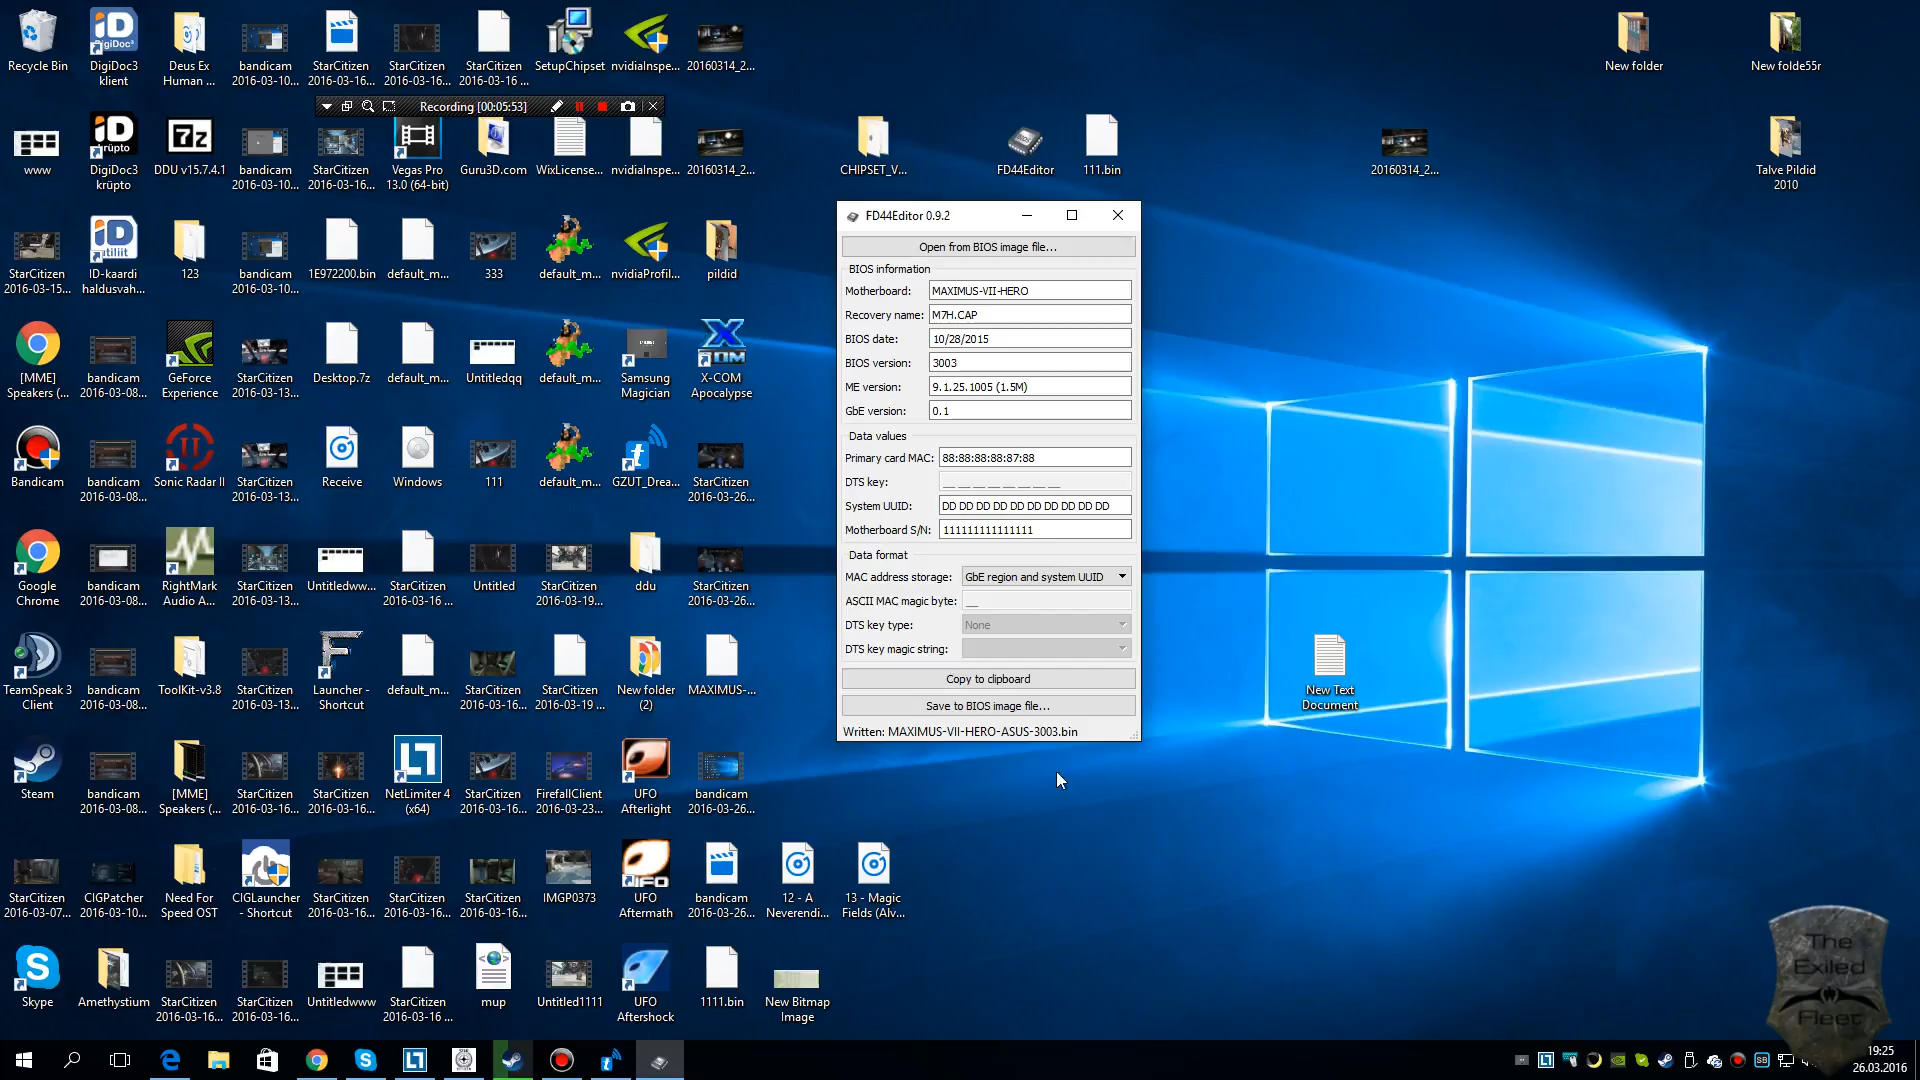 Recycle Bin
DigiDoc3
klient
Deus Ex
Human ...
bandicam
2016-03-10...
StarCitizen
2016-03-16...
StarCitizen
2016-03-16...
StarCitizen
2016-03-16 ...
SetupChipset
nvidiaInspe...
20160314_2...
New folder
New folde55r
Recording [00:05:53]
www
DigiDoc3
krüpto
DDU v15.7.4.1
bandicam
2016-03-10...
StarCitizen
2016-03-16...
Vegas Pro
13.0 (64-bit)
Guru3D.com
WixLicense...
nvidiaInspe...
20160314_2...
CHIPSET_V...
FD44Editor
111.bin
20160314_2...
Talve Pildid
2010
StarCitizen
2016-03-15...
ID-kaardi
haldusvah...
123
bandicam
2016-03-10...
1E972200.bin
default_m...
333
default_m...
nvidiaProfil...
pildid
[MME]
Speakers (...
bandicam
2016-03-08...
GeForce
Experience
StarCitizen
2016-03-13...
Desktop.7z
default_m...
Untitledqq
default_m...
Samsung
Magician
X-COM
Apocalypse
Bandicam
bandicam
2016-03-08...
Sonic Radar II
StarCitizen
2016-03-13...
Receive
Windows
111
default_m...
GZUT_Drea...
StarCitizen
2016-03-26...
Google
Chrome
bandicam
2016-03-08...
RightMark
Audio A...
StarCitizen
2016-03-13...
Untitledww...
StarCitizen
2016-03-16 ...
Untitled
StarCitizen
2016-03-19...
ddu
StarCitizen
2016-03-26...
TeamSpeak 3
Client
bandicam
2016-03-08...
ToolKit-v3.8
StarCitizen
2016-03-13...
Launcher -
Shortcut
default_m...
StarCitizen
2016-03-16...
StarCitizen
2016-03-19 ...
New folder
(2)
MAXIMUS-...
New Text
Document
Steam
bandicam
2016-03-08...
[MME]
Speakers (...
StarCitizen
2016-03-16...
StarCitizen
2016-03-16...
NetLimiter 4
(x64)
StarCitizen
2016-03-16...
FirefallClient
2016-03-23...
UFO
Afterlight
bandicam
2016-03-26...
StarCitizen
2016-03-07...
CIGPatcher
2016-03-10...
Need For
Speed OST
CIGLauncher
- Shortcut
StarCitizen
2016-03-16...
StarCitizen
2016-03-16...
StarCitizen
2016-03-16...
IMGP0373
UFO
Aftermath
bandicam
2016-03-26...
12 - A
Neverendi...
13 - Magic
Fields (Alv...
Skype
Amethystium
StarCitizen
2016-03-16...
StarCitizen
2016-03-16...
Untitledwww
StarCitizen
2016-03-16 ...
mup
Untitled1111
UFO
Aftershock
1111.bin
New Bitmap
Image
FD44Editor 0.9.2
Open from BIOS image file...
BIOS information
Motherboard: MAXIMUS-VII-HERO
Recovery name: M7H.CAP
BIOS date: 10/28/2015
BIOS version: 3003
ME version: 9.1.25.1005 (1.5M)
GbE version: 0.1
Data values
Primary card MAC: 88:88:88:88:87:88
DTS key: __ __ __ __ __ __ __ __
System UUID: DD DD DD DD DD DD DD DD DD DD
Motherboard S/N: 111111111111111
Data format
MAC address storage: GbE region and system UUID
ASCII MAC magic byte: __
DTS key type: None
DTS key magic string:
Copy to clipboard
Save to BIOS image file...
Written: MAXIMUS-VII-HERO-ASUS-3003.bin
The
Exiled
Fleet
19:25
26.03.2016